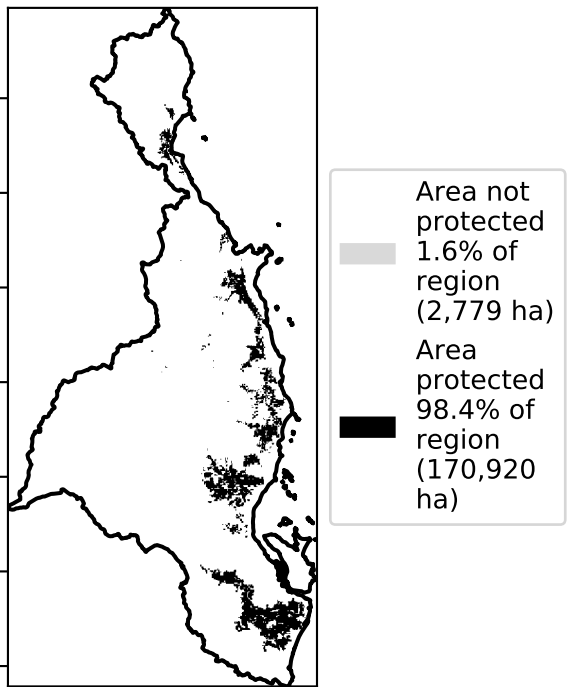 Area not
protected
1.6% of
region
(2,779 ha)
Area
protected
98.4% of
region
(170,920
ha)